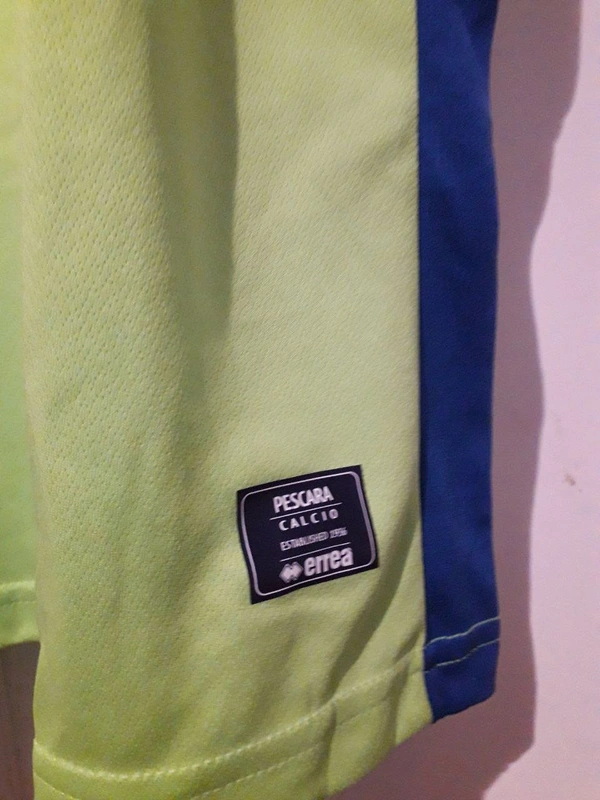 PESCARA
CALCIO
ESTABLISHED 1936
errea